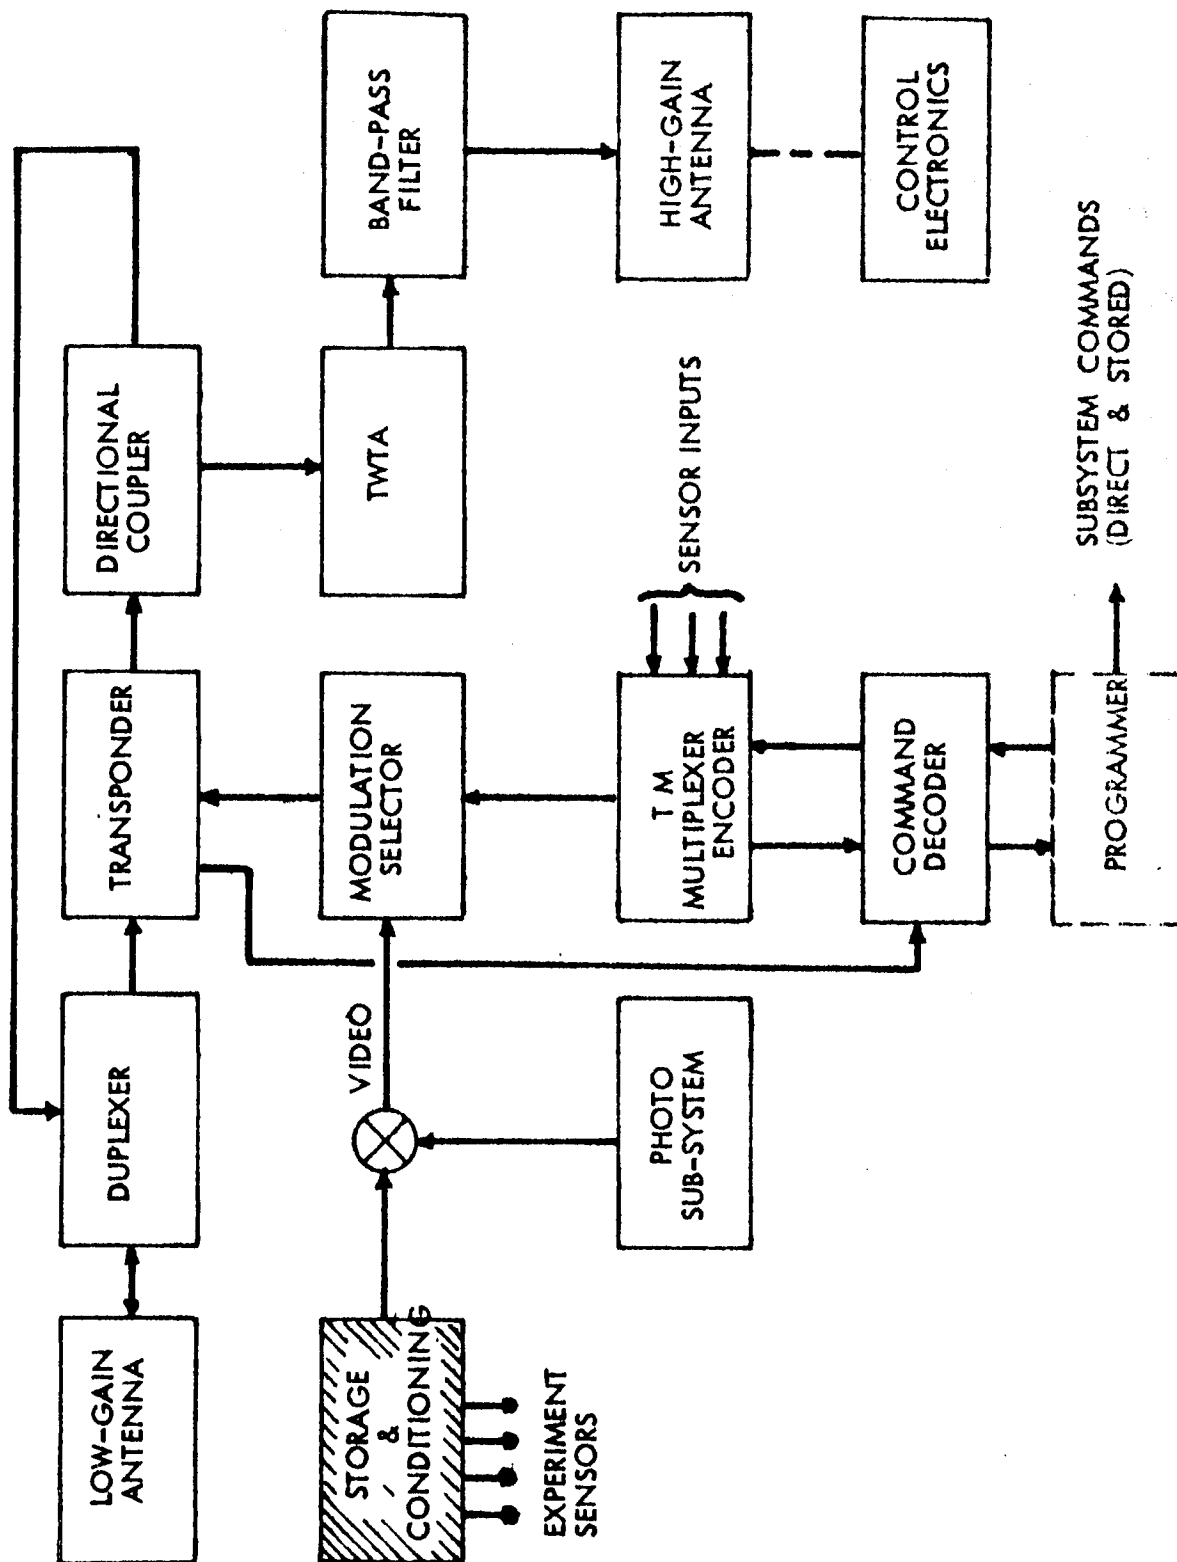 LOW-GAIN
ANTENNA
DUPLEXER
TRANSPONDER
DIRECTIONAL
COUPLER
STORAGE
&
CONDITIONING
EXPERIMENT
SENSORS
VIDEO
MODULATION
SELECTOR
TWTA
BAND-PASS
FILTER
PHOTO
SUB-SYSTEM
T M
MULTIPLEXER
ENCODER
SENSOR INPUTS
HIGH-GAIN
ANTENNA
COMMAND
DECODER
CONTROL
ELECTRONICS
PROGRAMMER
SUBSYSTEM COMMANDS
(DIRECT & STORED)